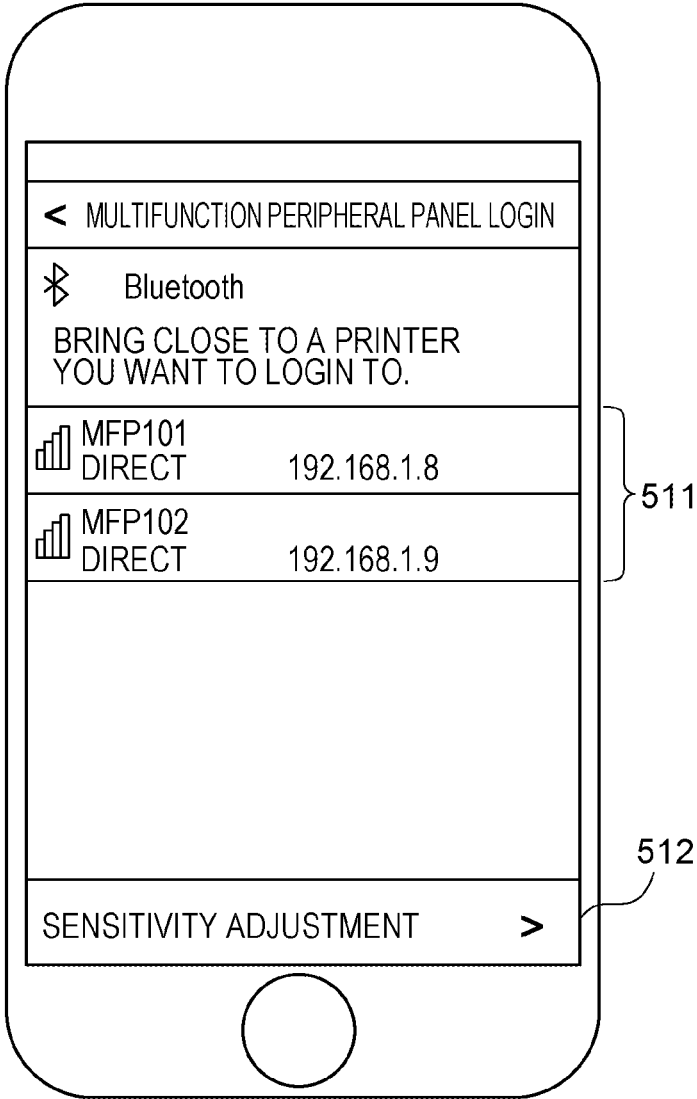 < MULTIFUNCTION PERIPHERAL PANEL LOGIN
Bluetooth
BRING CLOSE TO A PRINTER
YOU WANT TO LOGIN TO.
MFP101
DIRECT 192.168.1.8
511
MFP102
DIRECT 192.168.1.9
512
SENSITIVITY ADJUSTMENT >